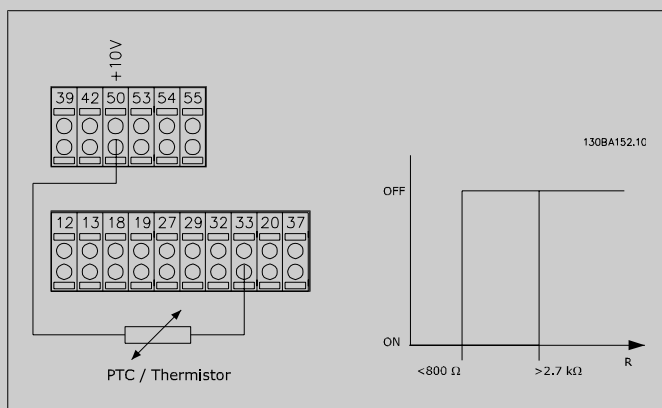 +10V
39 42 50 53 54 55
130BA152.10
OFF
12 13 18 19 27 29 32 33 20 37
ON
R
<800 Ω >2.7 kΩ
PTC / Thermistor